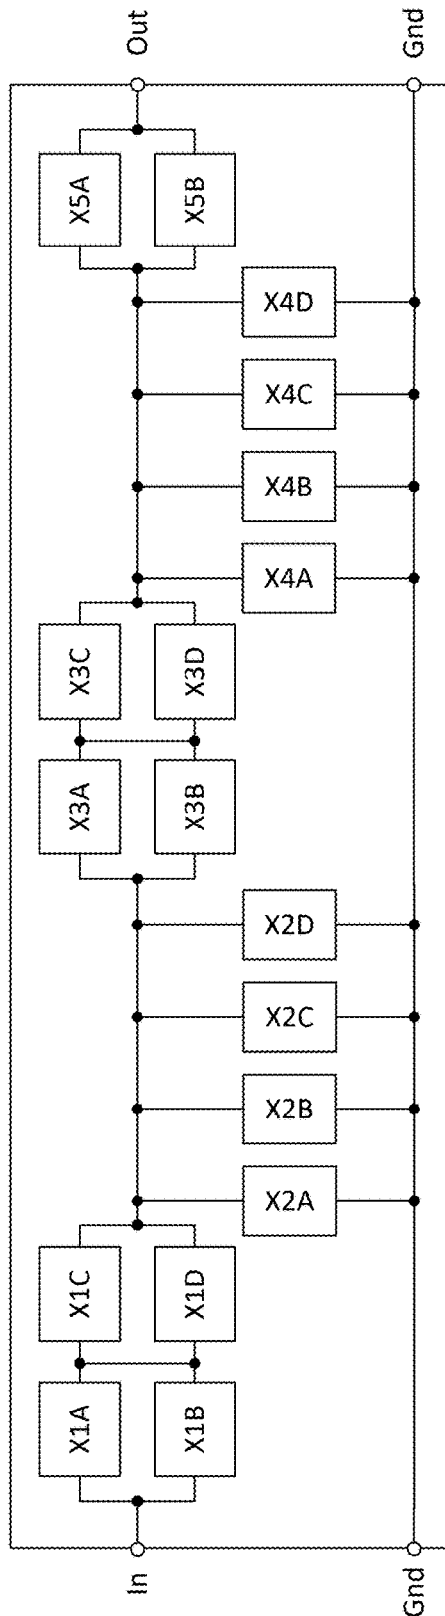 Out
Gnd
X5A
X5B
X4D
X4C
X4B
X4A
X3C
X3D
X3A
X3B
X2D
X2C
X2B
X2A
X1C
X1D
X1A
X1B
In
Gnd